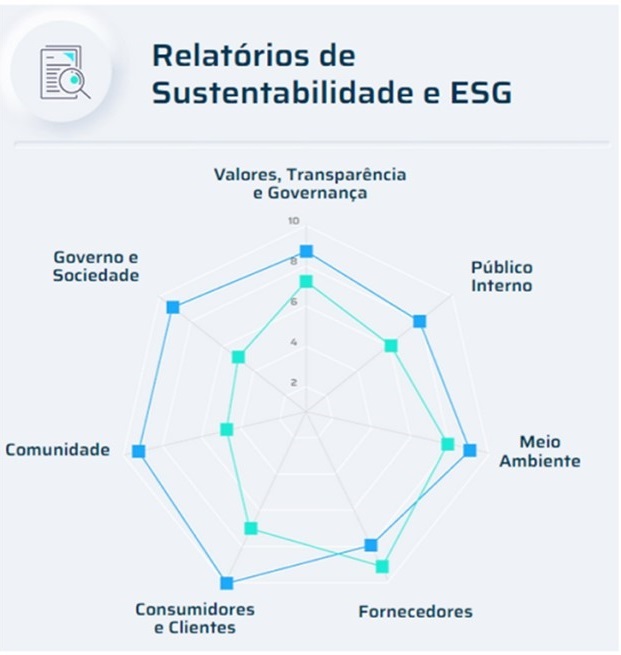 Relatórios de
Sustentabilidade e ESG
Valores, Transparência
e Governança
10
8
6
4
2
Governo e
Sociedade
Público
Interno
Comunidade
Meio
Ambiente
Consumidores
e Clientes
Fornecedores